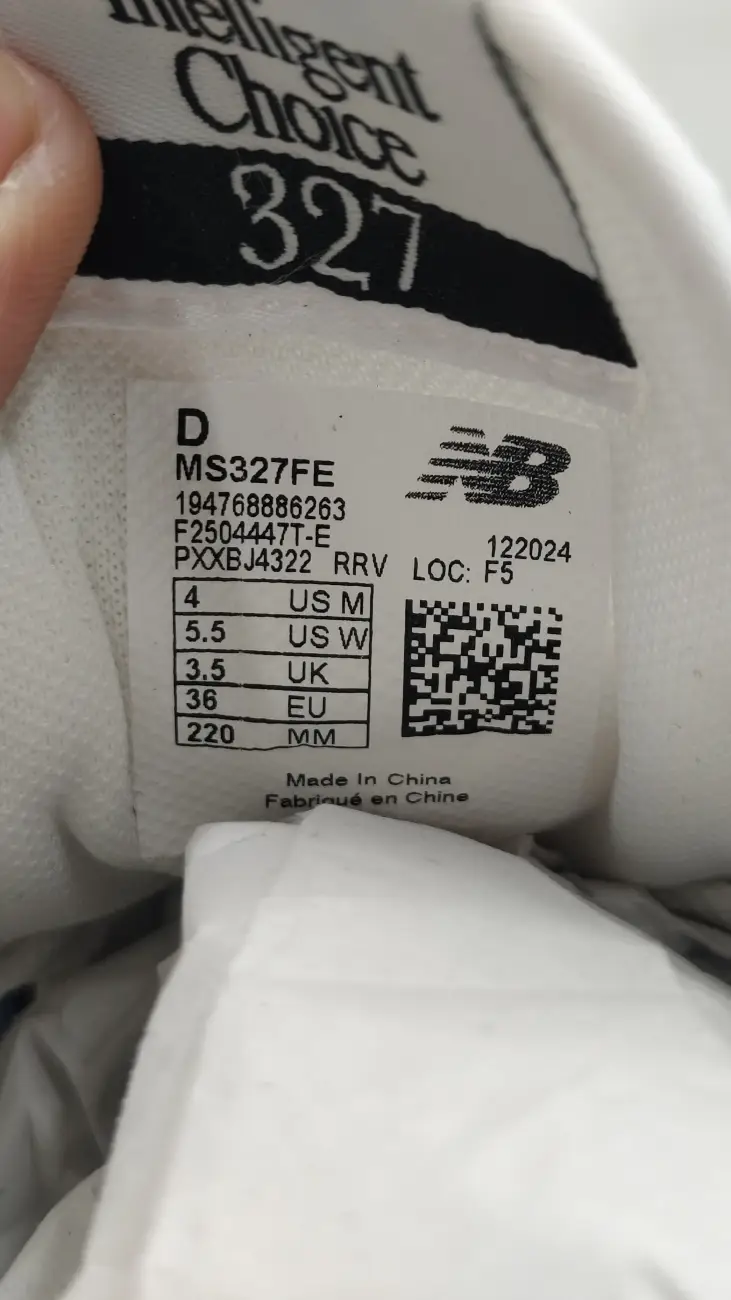 Intelligent
Choice
327
D
MS327FE
194768886263
F2504447T-E
122024
PXXBJ4322 RRV LOC: F5
4 US M
5.5 US W
3.5 UK
36 EU
220 MM
NB
Made In China
Fabriqué en Chine